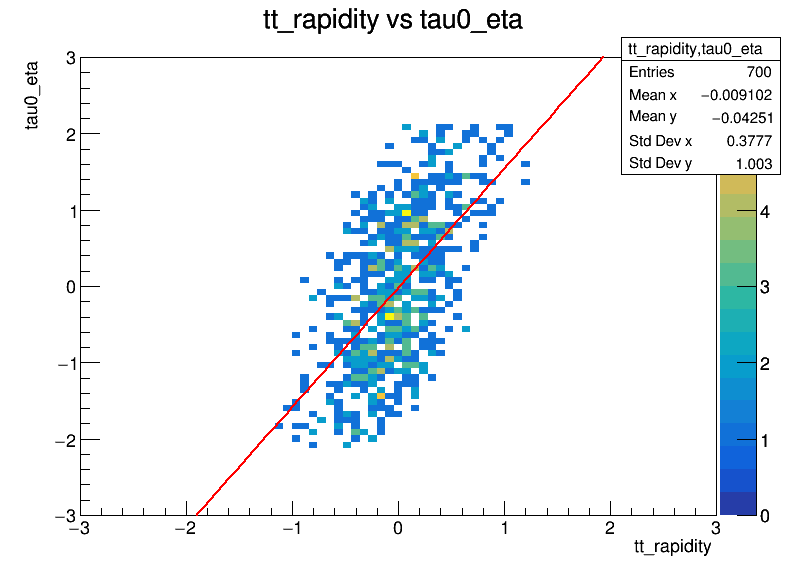 tt_rapidity vs tau0_eta
tt_rapidity,tau0_eta
Entries 700
Mean x −0.009102
Mean y −0.04251
Std Dev x 0.3777
Std Dev y 1.003
tau0_eta
3
2
1
0
−1
−2
−3
4
3
2
1
0
−3 −2 −1 0 1 2 3
tt_rapidity